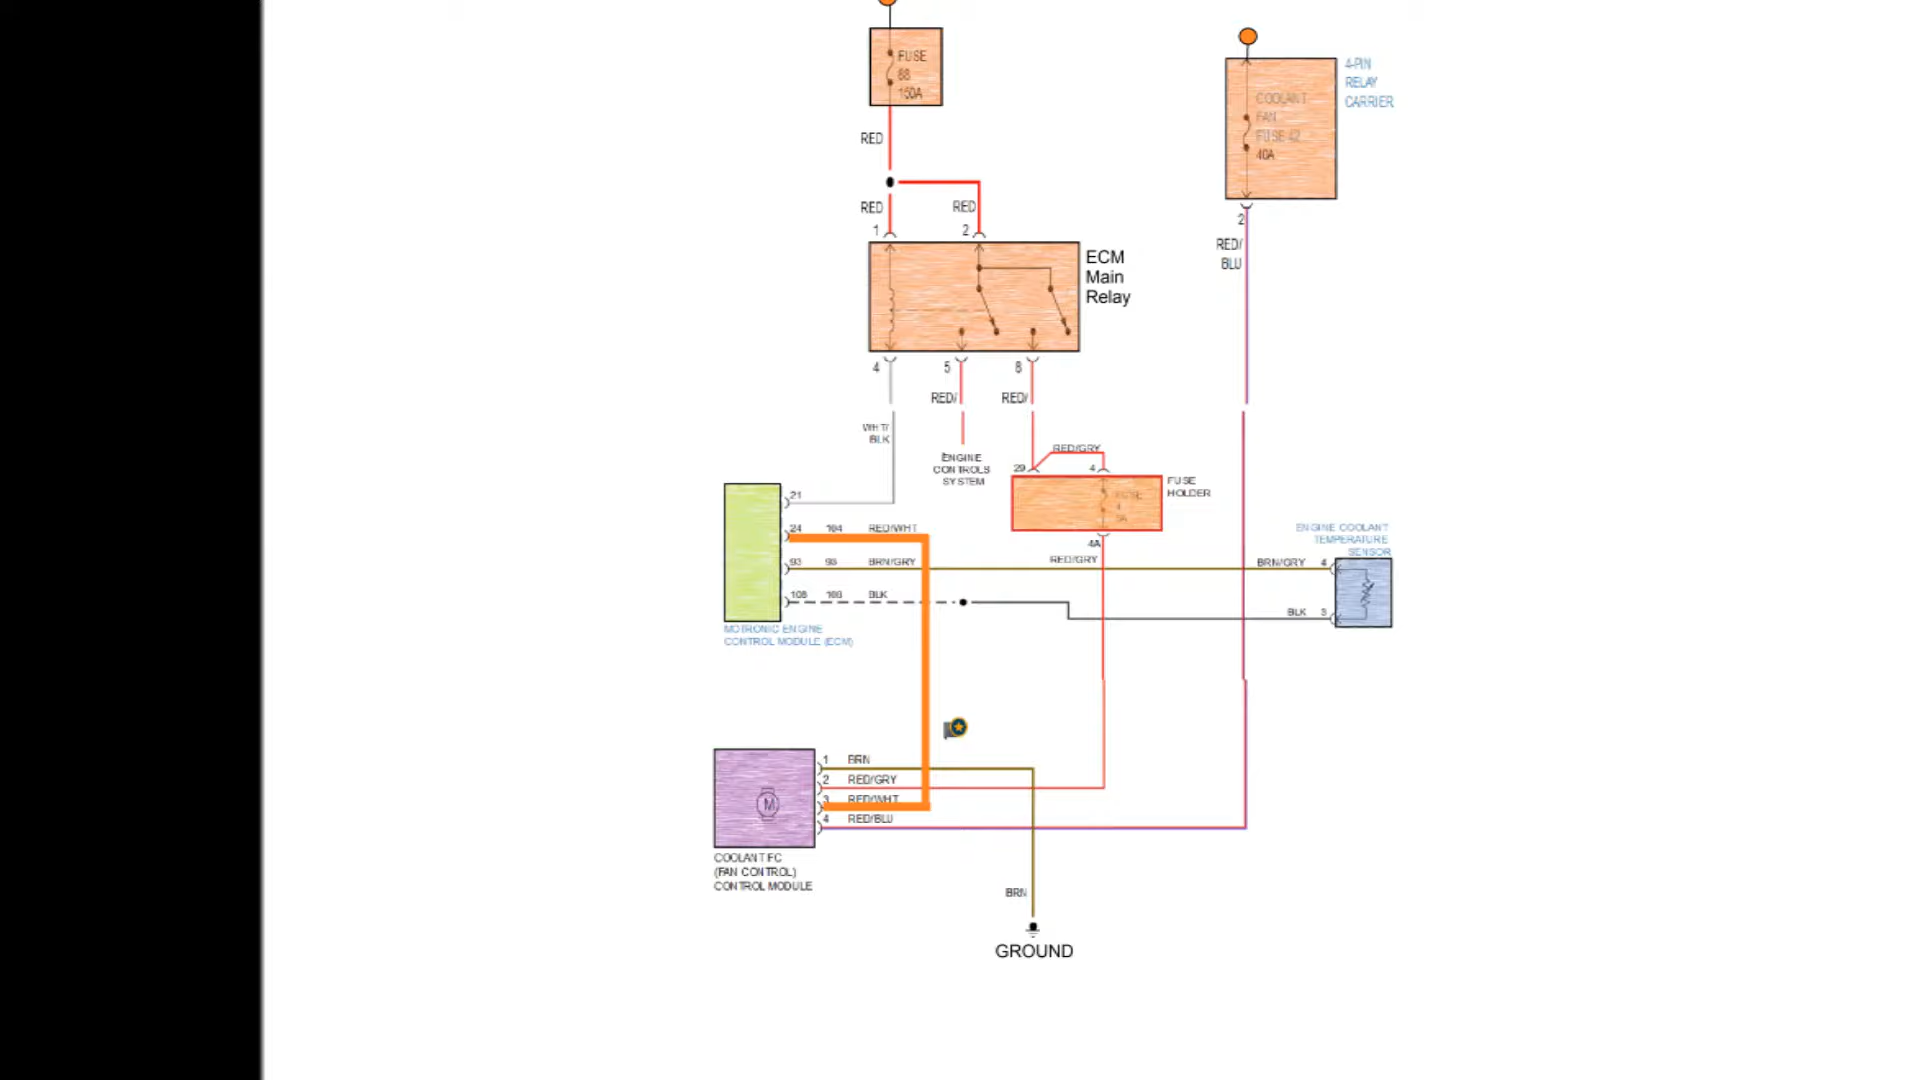 FUSE
88
150A
4-PIN
RELAY
CARRIER
COOLANT
FAN
FUSE 42
40A
RED
RED
RED
1
2
2
RED/
BLU
ECM
Main
Relay
4
5
8
RED/
RED/
WHT/
BLK
ENGINE
CONTROLS
SYSTEM
RED/GRY
29
4
FUSE
HOLDER
FUSE
4
5A
21
24 104 RED/WHT
4A
ENGINE COOLANT
TEMPERATURE
SENSOR
RED/GRY
93 98 BRN/GRY
BRN/GRY 4
108 108 BLK
BLK 3
MOTRONIC ENGINE
CONTROL MODULE (ECM)
1 BRN
2 RED/GRY
3 RED/WHT
4 RED/BLU
M
COOLANT FC
(FAN CONTROL)
CONTROL MODULE
BRN
GROUND